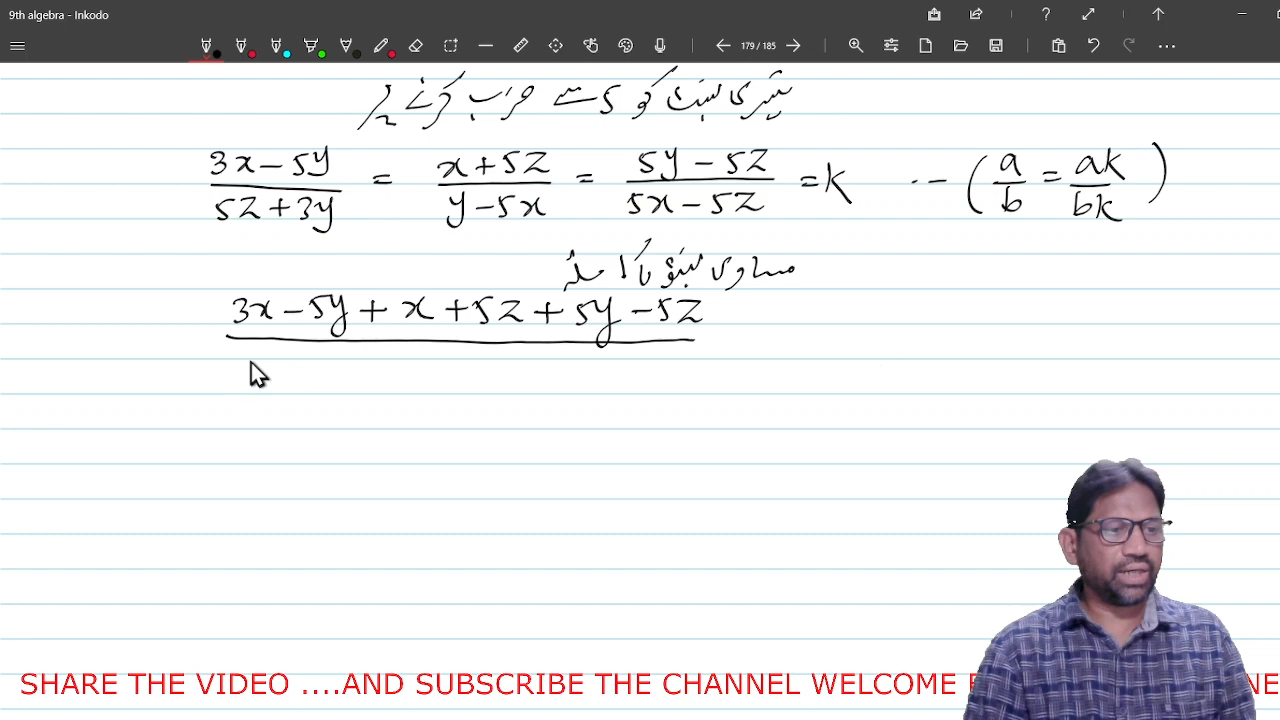 9th algebra - Inkodo
179 / 185
تیسری نسبت کو 5 سے ضرب کرنے پر
3x - 5y / 5z + 3y = x + 5z / y - 5x = 5y - 5z / 5x - 5z = k --- (a/b = ak/bk)
مساوی نسبتوں کا مسئلہ
3x - 5y + x + 5z + 5y - 5z
SHARE THE VIDEO ....AND SUBSCRIBE THE CHANNEL WELCOME